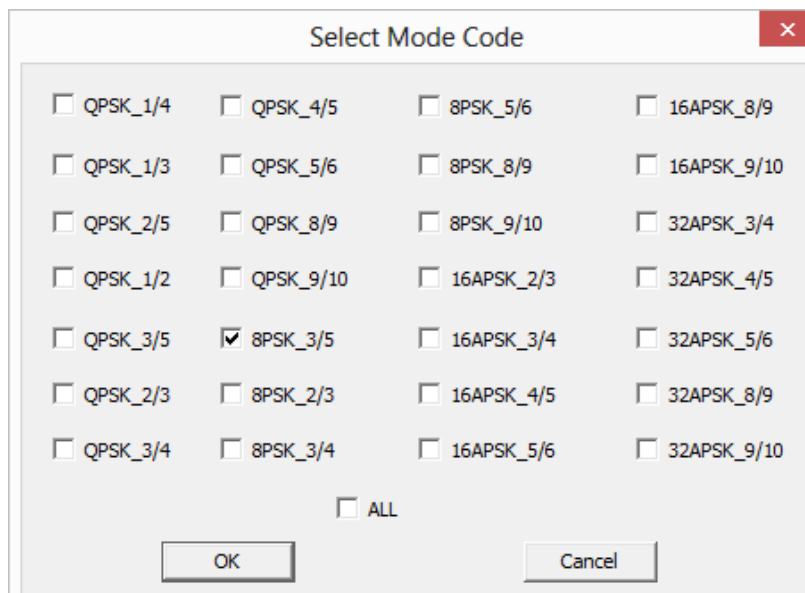 Select Mode Code
QPSK_1/4 QPSK_4/5 8PSK_5/6 16APSK_8/9
QPSK_1/3 QPSK_5/6 8PSK_8/9 16APSK_9/10
QPSK_2/5 QPSK_8/9 8PSK_9/10 32APSK_3/4
QPSK_1/2 QPSK_9/10 16APSK_2/3 32APSK_4/5
QPSK_3/5 8PSK_3/5 16APSK_3/4 32APSK_5/6
QPSK_2/3 8PSK_2/3 16APSK_4/5 32APSK_8/9
QPSK_3/4 8PSK_3/4 16APSK_5/6 32APSK_9/10
ALL
OK Cancel